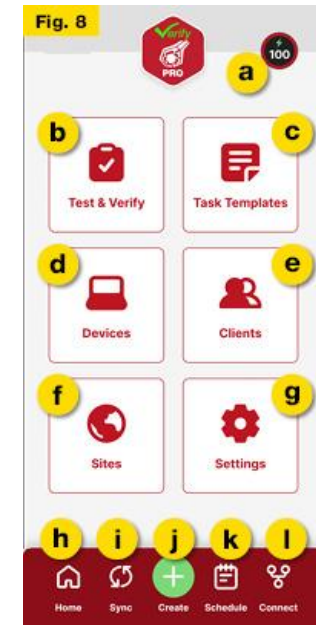 Fig. 8
Verify
PRO
a
100
b
c
Test & Verify
Task Templates
d
e
Devices
Clients
f
g
Sites
Settings
h
i
j
k
l
Home
Sync
Create
Schedule
Connect